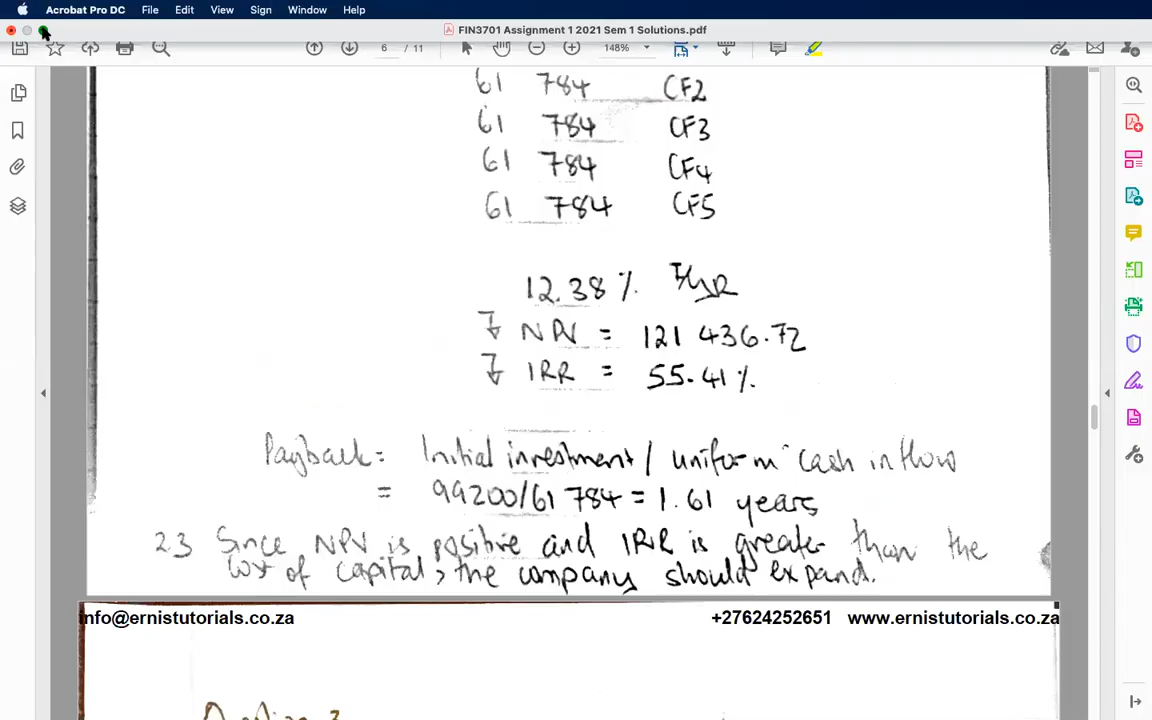 Acrobat Pro DC File Edit View Sign Window Help
FIN3701 Assignment 1 2021 Sem 1 Solutions.pdf
6 / 11 148%
61 784 CF2
61 784 CF3
61 784 CF4
61 784 CF5
12.38 %
NPV = 121 436.72
IRR = 55.41%
Payback = Initial investment / uniform cash inflow
= 99200/61 784 = 1.61 years
2.3 Since NPV is positive and IRR is greater than the
cost of capital, the company should expand.
info@ernistutorials.co.za +27624252651 www.ernistutorials.co.za
Question 3